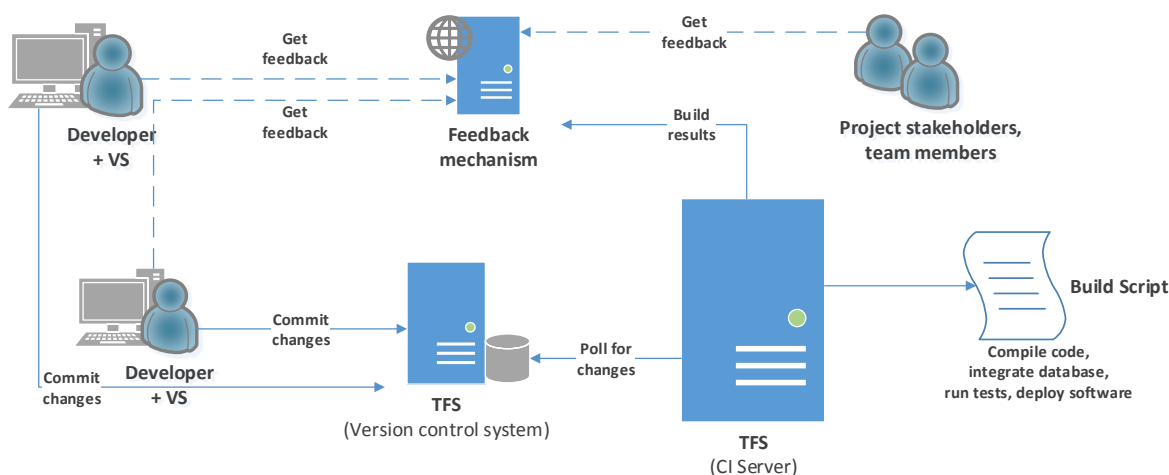 Get
feedback
Get
feedback
Get
feedback
Developer
+ VS
Feedback
mechanism
Build
results
Project stakeholders,
team members
Build Script
Compile code,
integrate database,
run tests, deploy software
Commit
changes
Poll for
changes
Developer
+ VS
Commit
changes
TFS
(Version control system)
TFS
(CI Server)